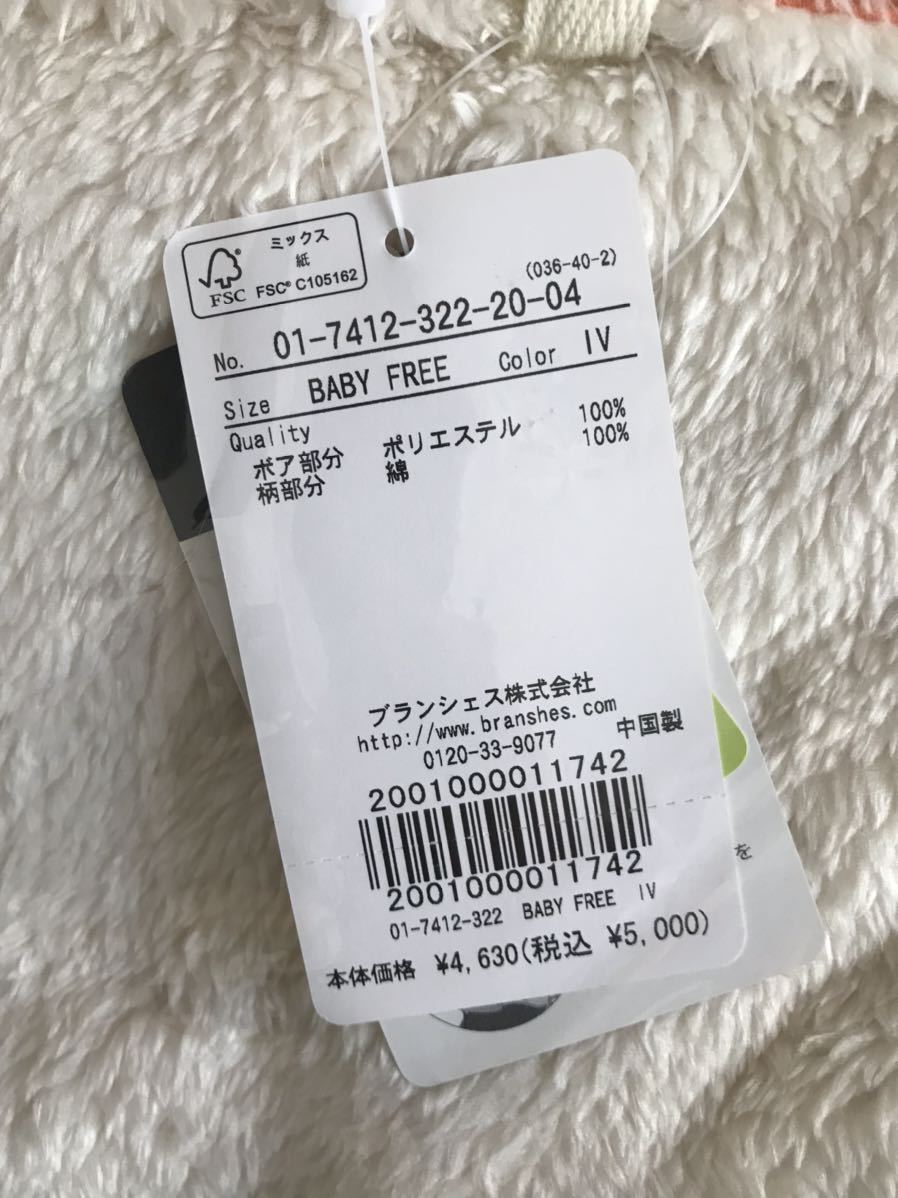 ミックス
紙
FSC® C105162
FSC
(036-40-2)
No. 01-7412-322-20-04
Size BABY FREE Color IV
Quality
ボア部分 ポリエステル 100%
柄部分 綿 100%
ブランシェス株式会社
http://www.branshes.com
0120-33-9077 中国製
2001000011742
2001000011742
01-7412-322 BABY FREE IV
本体価格 ¥4,630(税込 ¥5,000)
を